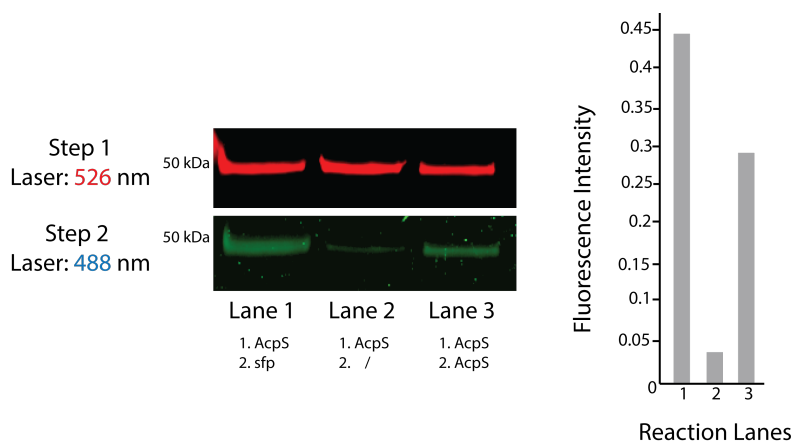 Step 1
Laser: 526 nm
50 kDa
Step 2
Laser: 488 nm
50 kDa
Lane 1
Lane 2
Lane 3
1. AcpS
2. sfp
1. AcpS
2. /
1. AcpS
2. AcpS
Fluorescence Intensity
0.45
0.4
0.35
0.3
0.25
0.2
0.15
0.1
0.05
0
1
2
3
Reaction Lanes